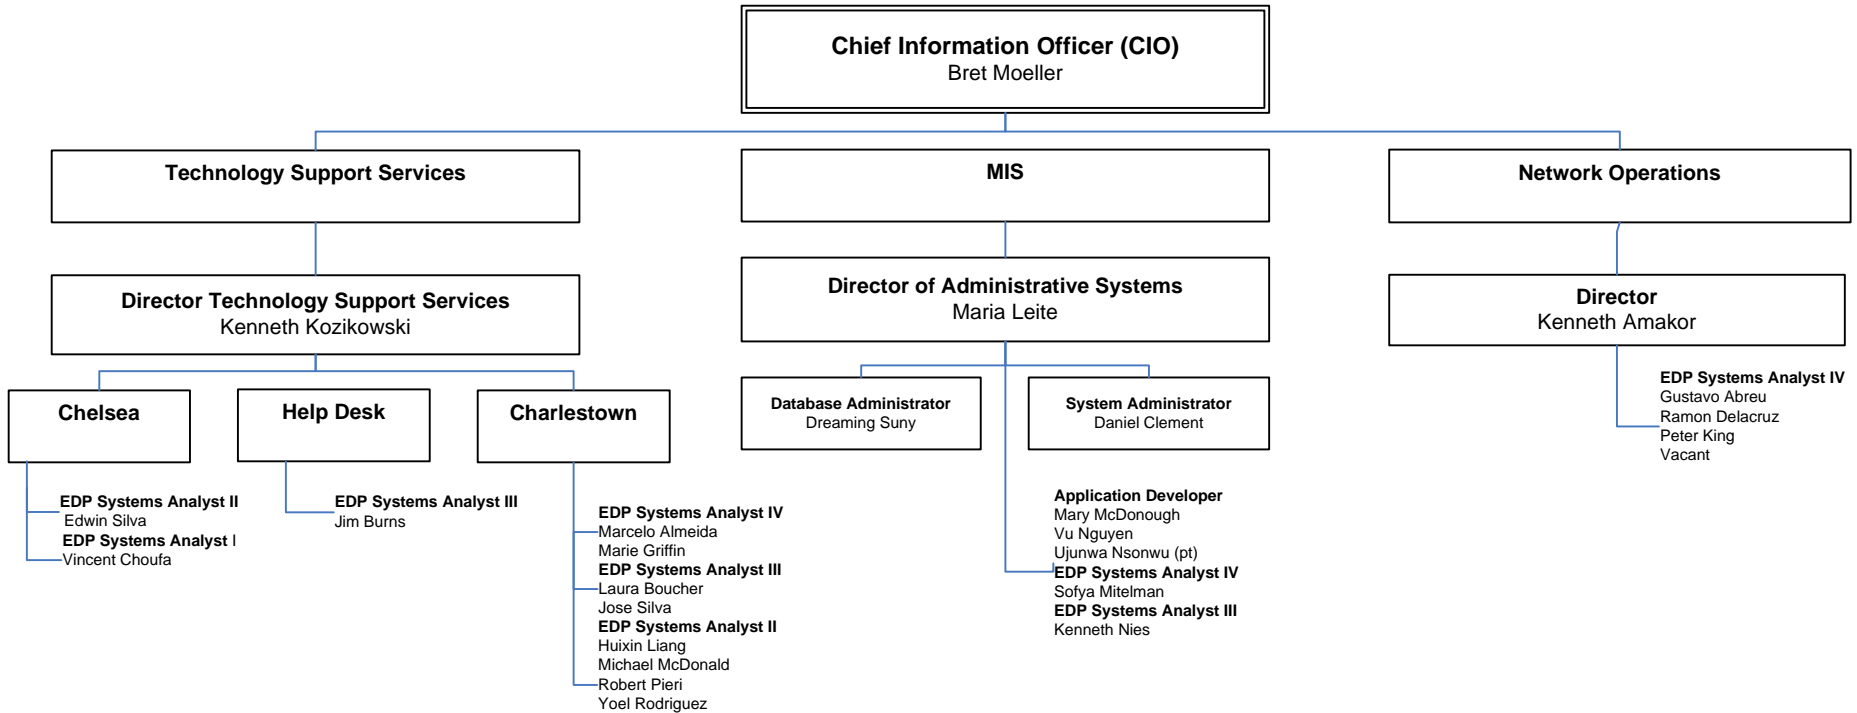 Chief Information Officer (CIO)
Bret Moeller
Technology Support Services
MIS
Network Operations
Director Technology Support Services
Kenneth Kozikowski
Director of Administrative Systems
Maria Leite
Director
Kenneth Amakor
Chelsea
Help Desk
Charlestown
Database Administrator
Dreaming Suny
System Administrator
Daniel Clement
EDP Systems Analyst IV
Gustavo Abreu
Ramon Delacruz
Peter King
Vacant
EDP Systems Analyst II
Edwin Silva
EDP Systems Analyst I
Vincent Choufa
EDP Systems Analyst III
Jim Burns
EDP Systems Analyst IV
Marcelo Almeida
Marie Griffin
EDP Systems Analyst III
Laura Boucher
Jose Silva
EDP Systems Analyst II
Huixin Liang
Michael McDonald
Robert Pieri
Yoel Rodriguez
Application Developer
Mary McDonough
Vu Nguyen
Ujunwa Nsonwu (pt)
EDP Systems Analyst IV
Sofya Mitelman
EDP Systems Analyst III
Kenneth Nies